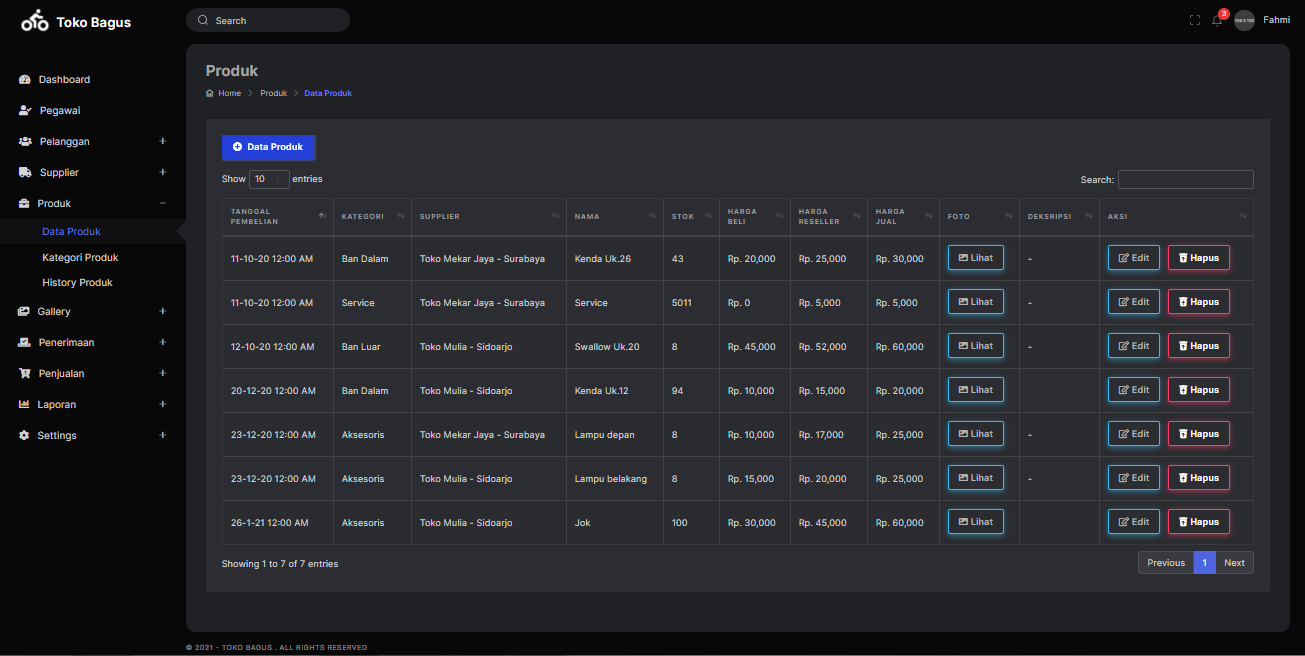 Toko Bagus
Search
3
Fahmi
Dashboard
Pegawai
Pelanggan +
Supplier +
Produk −
Data Produk
Kategori Produk
History Produk
Gallery +
Penerimaan +
Penjualan +
Laporan +
Settings +
Produk
Home > Produk > Data Produk
Data Produk
Show 10 entries
Search:
TANGGAL PEMBELIAN KATEGORI SUPPLIER NAMA STOK HARGA BELI HARGA RESELLER HARGA JUAL FOTO DEKSRIPSI AKSI
11-10-20 12:00 AM Ban Dalam Toko Mekar Jaya - Surabaya Kenda Uk.26 43 Rp. 20,000 Rp. 25,000 Rp. 30,000 Lihat - Edit Hapus
11-10-20 12:00 AM Service Toko Mekar Jaya - Surabaya Service 5011 Rp. 0 Rp. 5,000 Rp. 5,000 Lihat - Edit Hapus
12-10-20 12:00 AM Ban Luar Toko Mulia - Sidoarjo Swallow Uk.20 8 Rp. 45,000 Rp. 52,000 Rp. 60,000 Lihat - Edit Hapus
20-12-20 12:00 AM Ban Dalam Toko Mulia - Sidoarjo Kenda Uk.12 94 Rp. 10,000 Rp. 15,000 Rp. 20,000 Lihat Edit Hapus
23-12-20 12:00 AM Aksesoris Toko Mekar Jaya - Surabaya Lampu depan 8 Rp. 10,000 Rp. 17,000 Rp. 25,000 Lihat - Edit Hapus
23-12-20 12:00 AM Aksesoris Toko Mulia - Sidoarjo Lampu belakang 8 Rp. 15,000 Rp. 20,000 Rp. 25,000 Lihat - Edit Hapus
26-1-21 12:00 AM Aksesoris Toko Mulia - Sidoarjo Jok 100 Rp. 30,000 Rp. 45,000 Rp. 60,000 Lihat Edit Hapus
Showing 1 to 7 of 7 entries
Previous 1 Next
© 2021 - TOKO BAGUS . ALL RIGHTS RESERVED